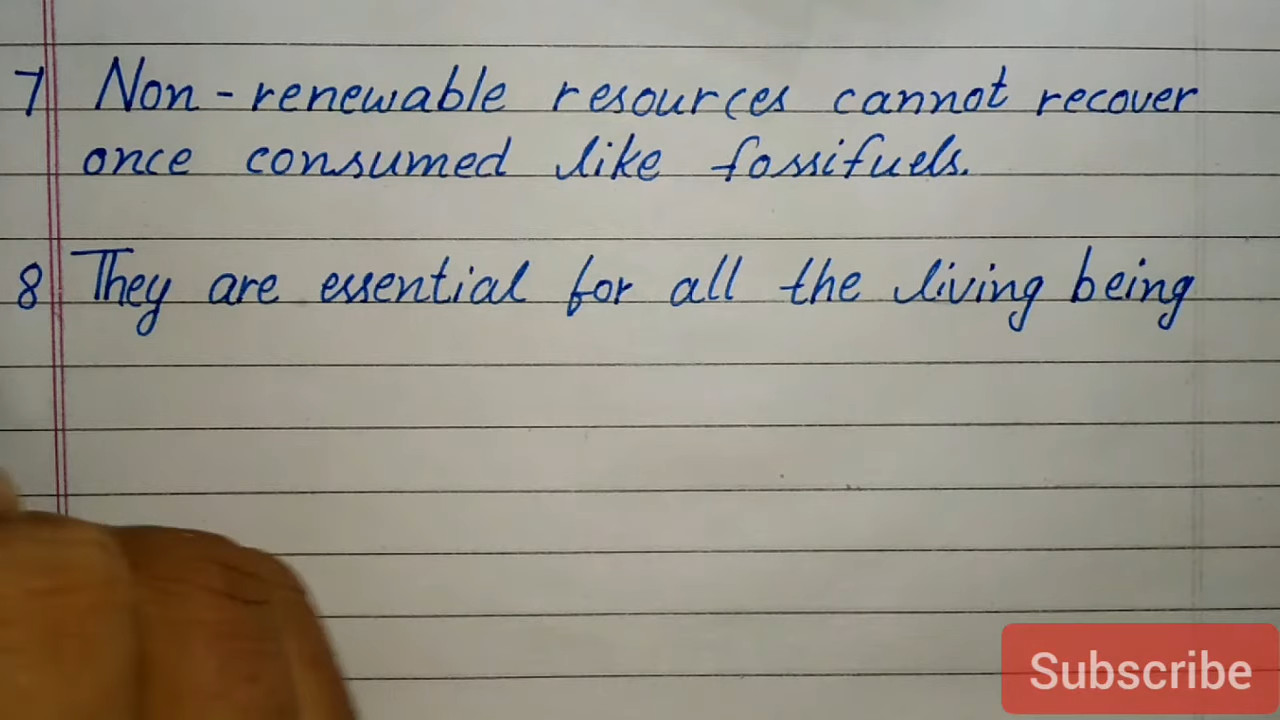 7 Non-renewable resources cannot recover
once consumed like fossifuels.
8 They are essential for all the living being
Subscribe